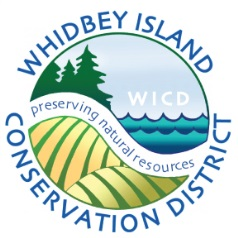 WHIDBEY ISLAND
WICD
preserving natural resources
CONSERVATION DISTRICT